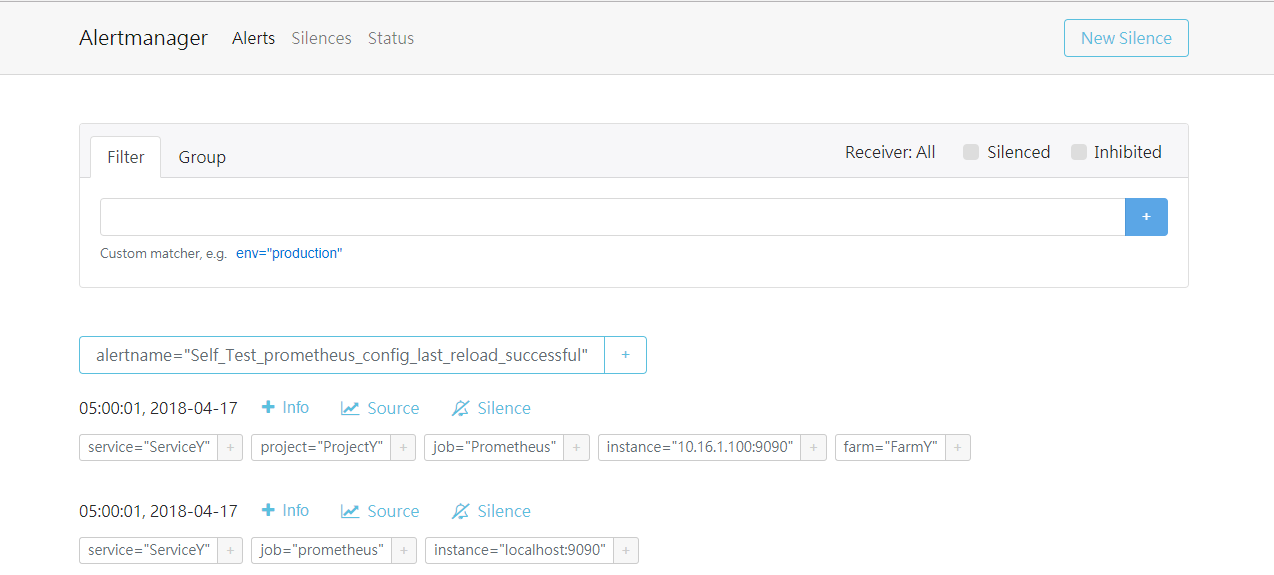 Alertmanager Alerts Silences Status New Silence
Filter Group Receiver: All Silenced Inhibited
+
Custom matcher, e.g. env="production"
alertname="Self_Test_prometheus_config_last_reload_successful" +
05:00:01, 2018-04-17 + Info Source Silence
service="ServiceY" + project="ProjectY" + job="Prometheus" + instance="10.16.1.100:9090" + farm="FarmY" +
05:00:01, 2018-04-17 + Info Source Silence
service="ServiceY" + job="prometheus" + instance="localhost:9090" +